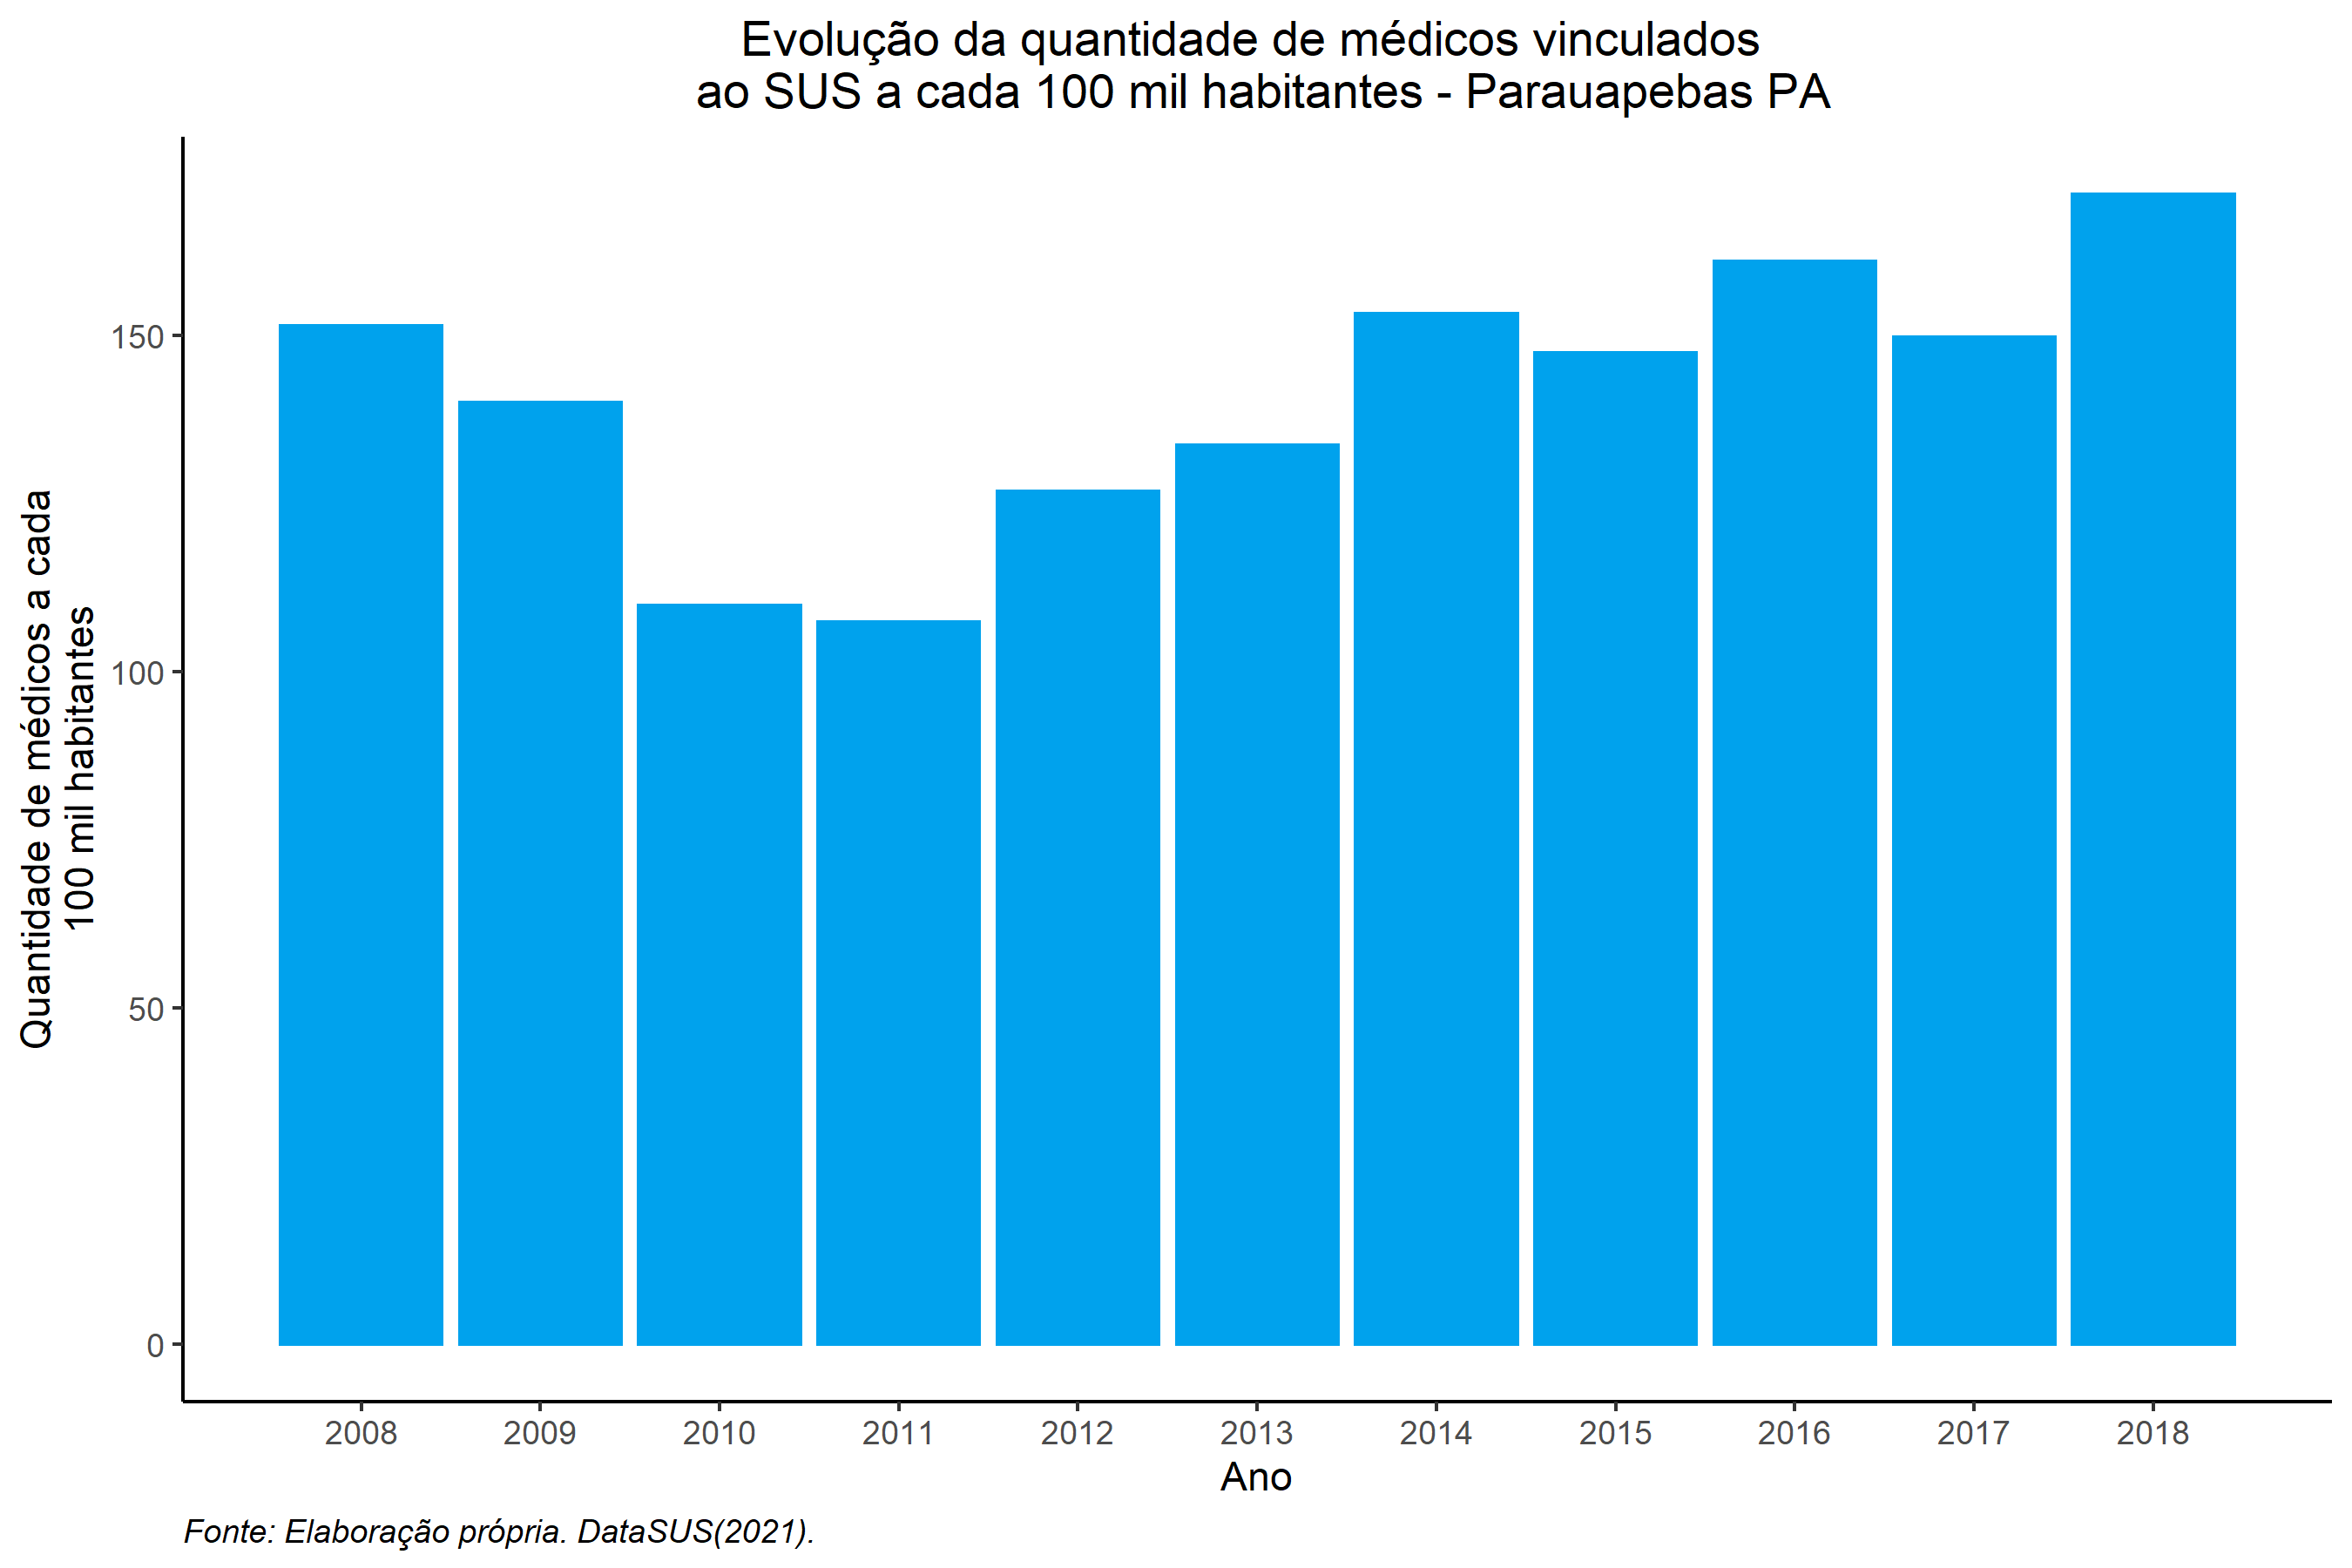 Evolução da quantidade de médicos vinculados
ao SUS a cada 100 mil habitantes - Parauapebas PA
Quantidade de médicos a cada
100 mil habitantes
150
100
50
0
2008 2009 2010 2011 2012 2013 2014 2015 2016 2017 2018
Ano
Fonte: Elaboração própria. DataSUS(2021).